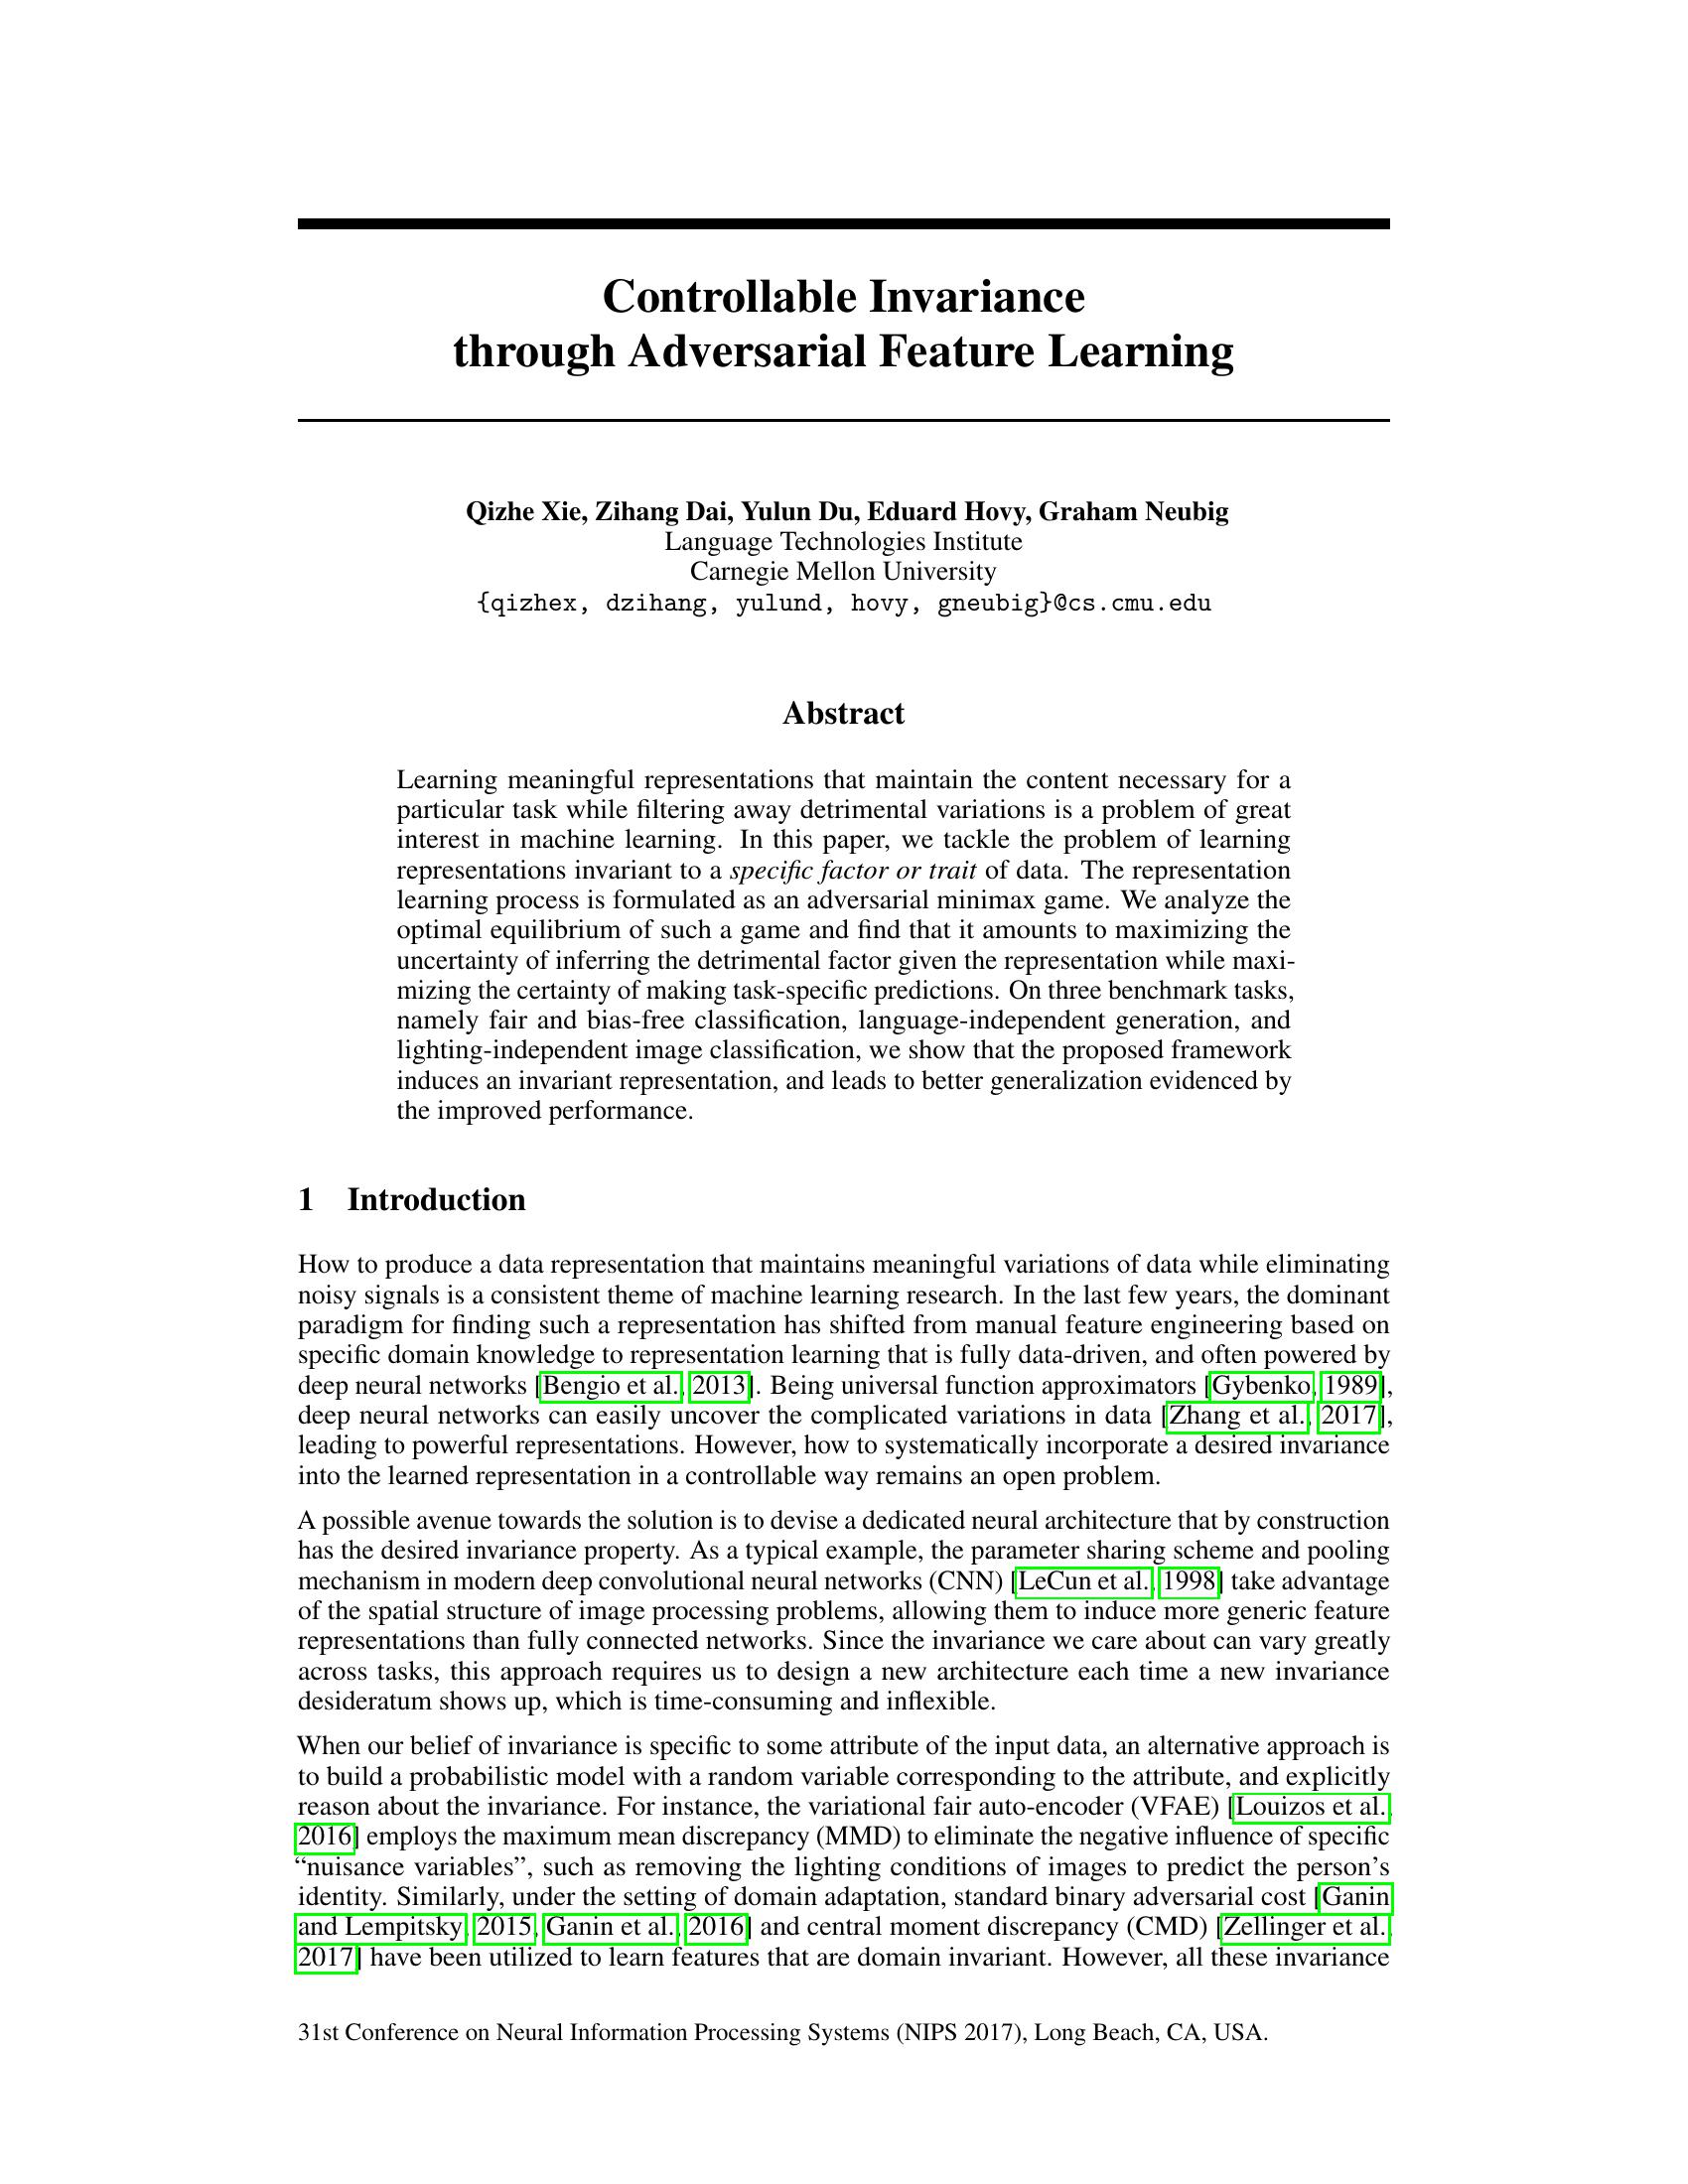 Controllable Invariance
through Adversarial Feature Learning
Qizhe Xie, Zihang Dai, Yulun Du, Eduard Hovy, Graham Neubig
Language Technologies Institute
Carnegie Mellon University
{qizhex, dzihang, yulund, hovy, gneubig}@cs.cmu.edu
Abstract
Learning meaningful representations that maintain the content necessary for a
particular task while filtering away detrimental variations is a problem of great
interest in machine learning. In this paper, we tackle the problem of learning
representations invariant to a specific factor or trait of data. The representation
learning process is formulated as an adversarial minimax game. We analyze the
optimal equilibrium of such a game and find that it amounts to maximizing the
uncertainty of inferring the detrimental factor given the representation while maxi-
mizing the certainty of making task-specific predictions. On three benchmark tasks,
namely fair and bias-free classification, language-independent generation, and
lighting-independent image classification, we show that the proposed framework
induces an invariant representation, and leads to better generalization evidenced by
the improved performance.
1 Introduction
How to produce a data representation that maintains meaningful variations of data while eliminating
noisy signals is a consistent theme of machine learning research. In the last few years, the dominant
paradigm for finding such a representation has shifted from manual feature engineering based on
specific domain knowledge to representation learning that is fully data-driven, and often powered by
deep neural networks [Bengio et al., 2013]. Being universal function approximators [Gybenko, 1989],
deep neural networks can easily uncover the complicated variations in data [Zhang et al., 2017],
leading to powerful representations. However, how to systematically incorporate a desired invariance
into the learned representation in a controllable way remains an open problem.
A possible avenue towards the solution is to devise a dedicated neural architecture that by construction
has the desired invariance property. As a typical example, the parameter sharing scheme and pooling
mechanism in modern deep convolutional neural networks (CNN) [LeCun et al., 1998] take advantage
of the spatial structure of image processing problems, allowing them to induce more generic feature
representations than fully connected networks. Since the invariance we care about can vary greatly
across tasks, this approach requires us to design a new architecture each time a new invariance
desideratum shows up, which is time-consuming and inflexible.
When our belief of invariance is specific to some attribute of the input data, an alternative approach is
to build a probabilistic model with a random variable corresponding to the attribute, and explicitly
reason about the invariance. For instance, the variational fair auto-encoder (VFAE) [Louizos et al.,
2016] employs the maximum mean discrepancy (MMD) to eliminate the negative influence of specific
“nuisance variables”, such as removing the lighting conditions of images to predict the person’s
identity. Similarly, under the setting of domain adaptation, standard binary adversarial cost [Ganin
and Lempitsky, 2015, Ganin et al., 2016] and central moment discrepancy (CMD) [Zellinger et al.,
2017] have been utilized to learn features that are domain invariant. However, all these invariance
31st Conference on Neural Information Processing Systems (NIPS 2017), Long Beach, CA, USA.